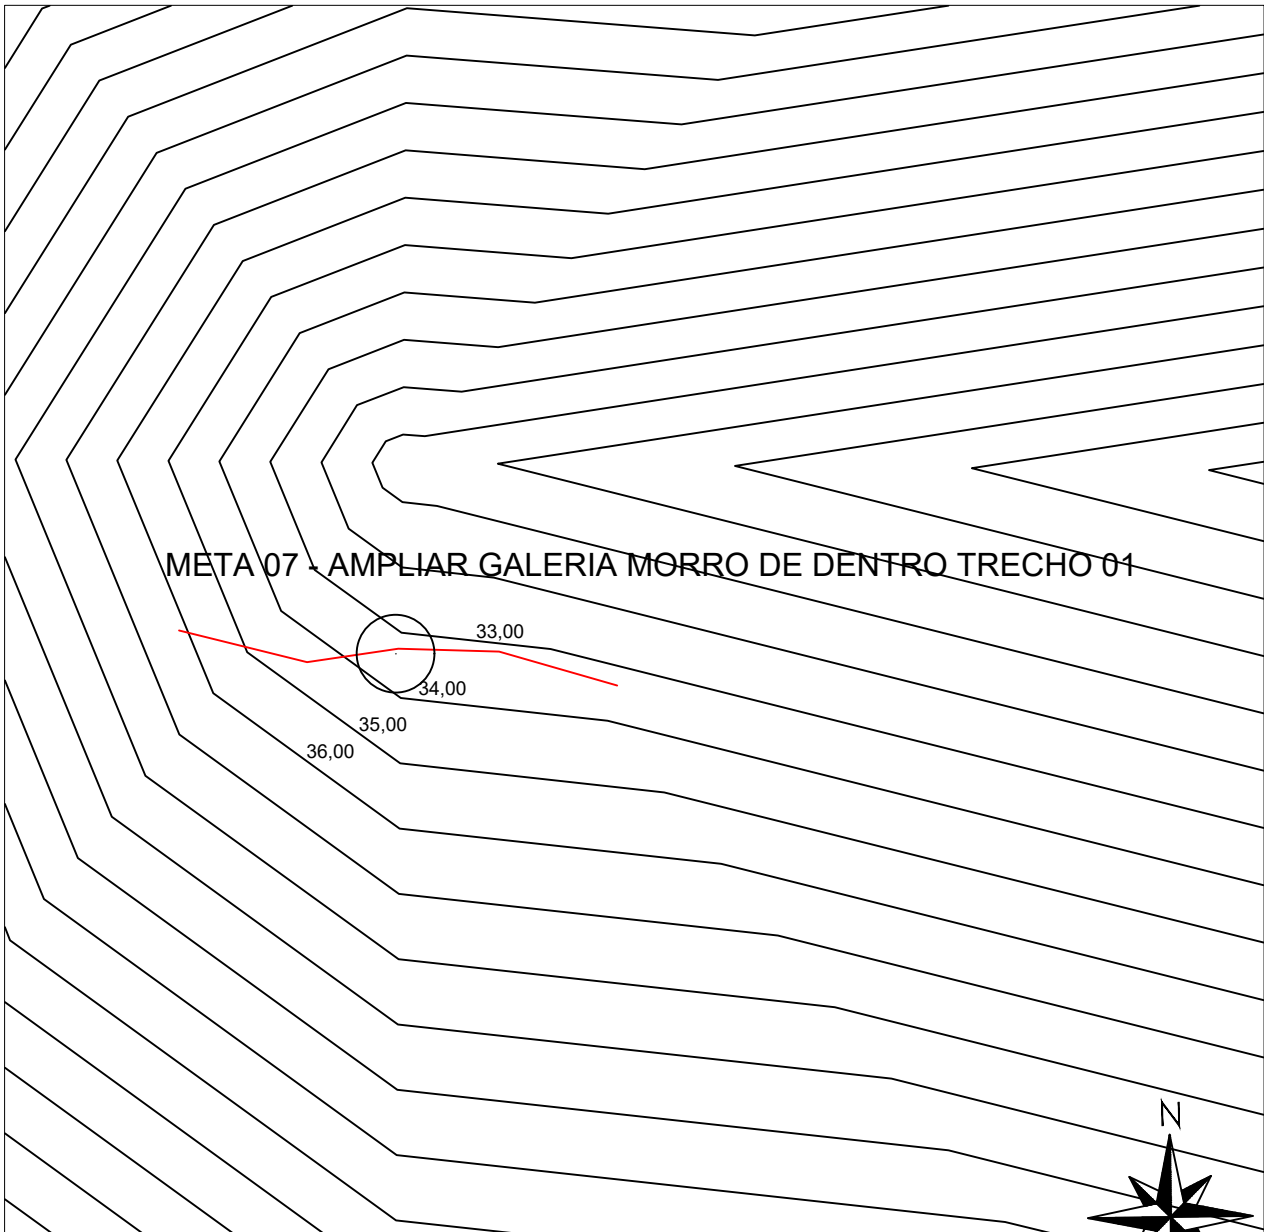 META 07 - AMPLIAR GALERIA MORRO DE DENTRO TRECHO 01
33,00
34,00
35,00
36,00
N